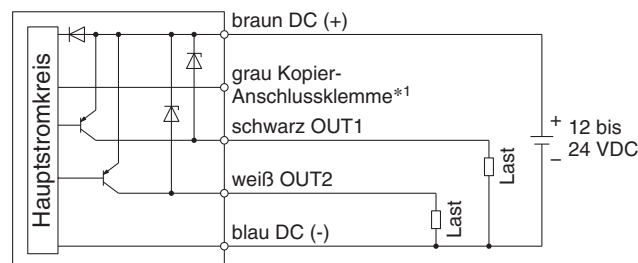 braun DC (+)
Hauptstromkreis
grau Kopier-
Anschlussklemme*1
schwarz OUT1
+
12 bis
24 VDC
−
Last
weiß OUT2
Last
blau DC (-)